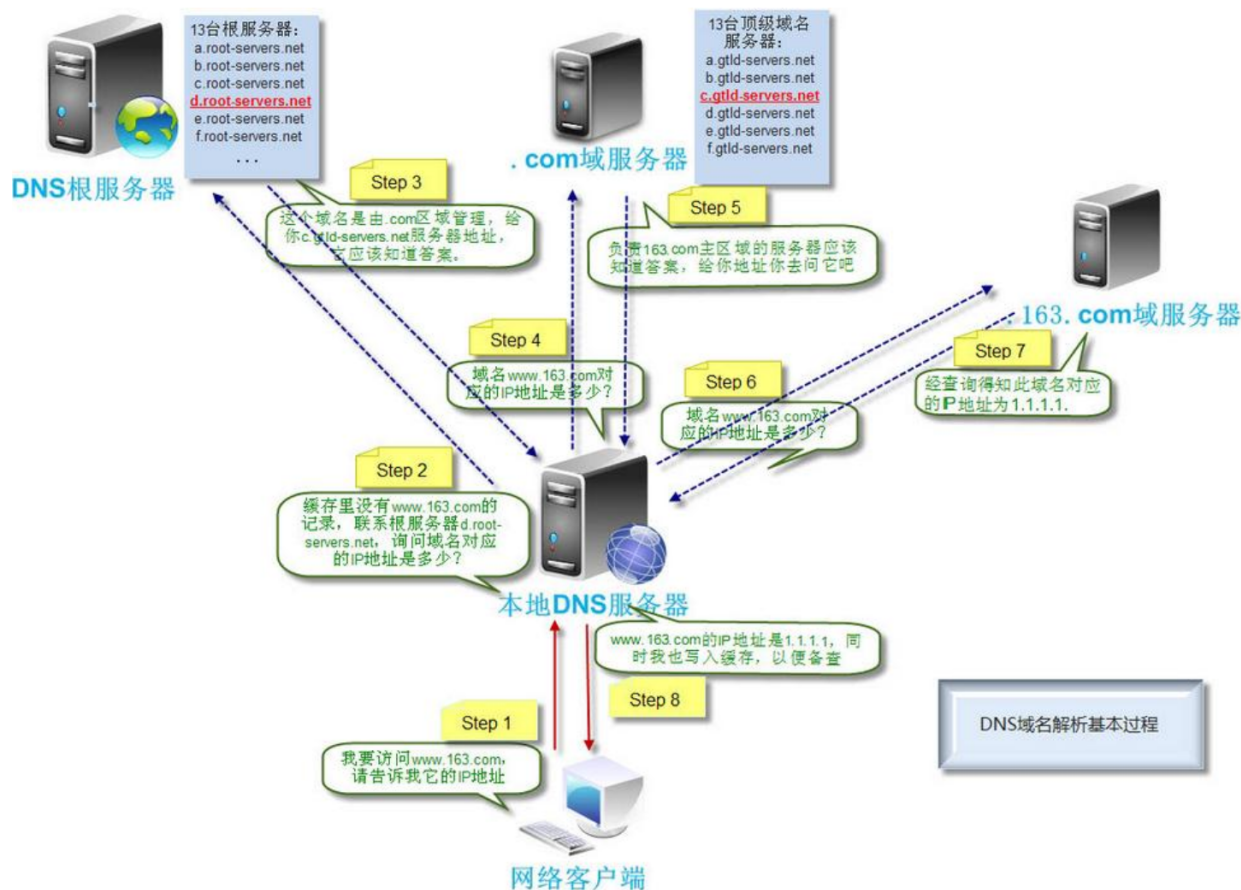 13台根服务器：
a.root-servers.net
b.root-servers.net
c.root-servers.net
d.root-servers.net
e.root-servers.net
f.root-servers.net
...
DNS根服务器
13台顶级域名
服务器：
a.gtld-servers.net
b.gtld-servers.net
c.gtld-servers.net
d.gtld-servers.net
e.gtld-servers.net
f.gtld-servers.net
.com域服务器
Step 3
这个域名是由.com区域管理，给
你c.gtld-servers.net服务器地址，
它应该知道答案。
Step 5
负责163.com主区域的服务器应该
知道答案，给你地址你去问它吧
.163.com域服务器
Step 4
域名www.163.com对
应的IP地址是多少？
Step 6
域名www.163.com对
应的IP地址是多少？
Step 7
经查询得知此域名对应
的IP地址为1.1.1.1.
Step 2
缓存里没有www.163.com的
记录，联系根服务器d.root-
servers.net，询问域名对应
的IP地址是多少？
本地DNS服务器
www.163.com的IP地址是1.1.1.1，同
时我也写入缓存，以便备查
Step 8
Step 1
我要访问www.163.com，
请告诉我它的IP地址
网络客户端
DNS域名解析基本过程